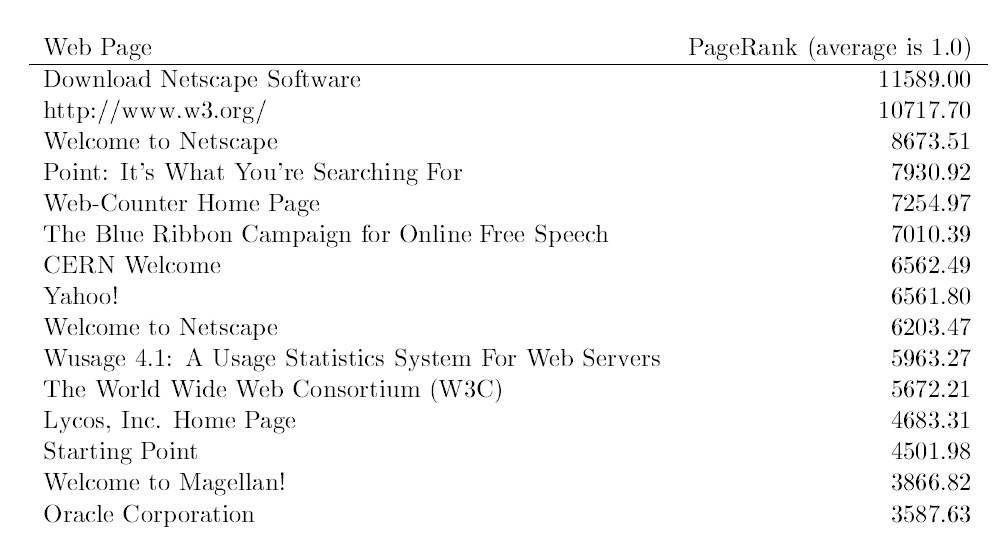 Web Page PageRank (average is 1.0)
Download Netscape Software 11589.00
http://www.w3.org/ 10717.70
Welcome to Netscape 8673.51
Point: It's What You're Searching For 7930.92
Web-Counter Home Page 7254.97
The Blue Ribbon Campaign for Online Free Speech 7010.39
CERN Welcome 6562.49
Yahoo! 6561.80
Welcome to Netscape 6203.47
Wusage 4.1: A Usage Statistics System For Web Servers 5963.27
The World Wide Web Consortium (W3C) 5672.21
Lycos, Inc. Home Page 4683.31
Starting Point 4501.98
Welcome to Magellan! 3866.82
Oracle Corporation 3587.63